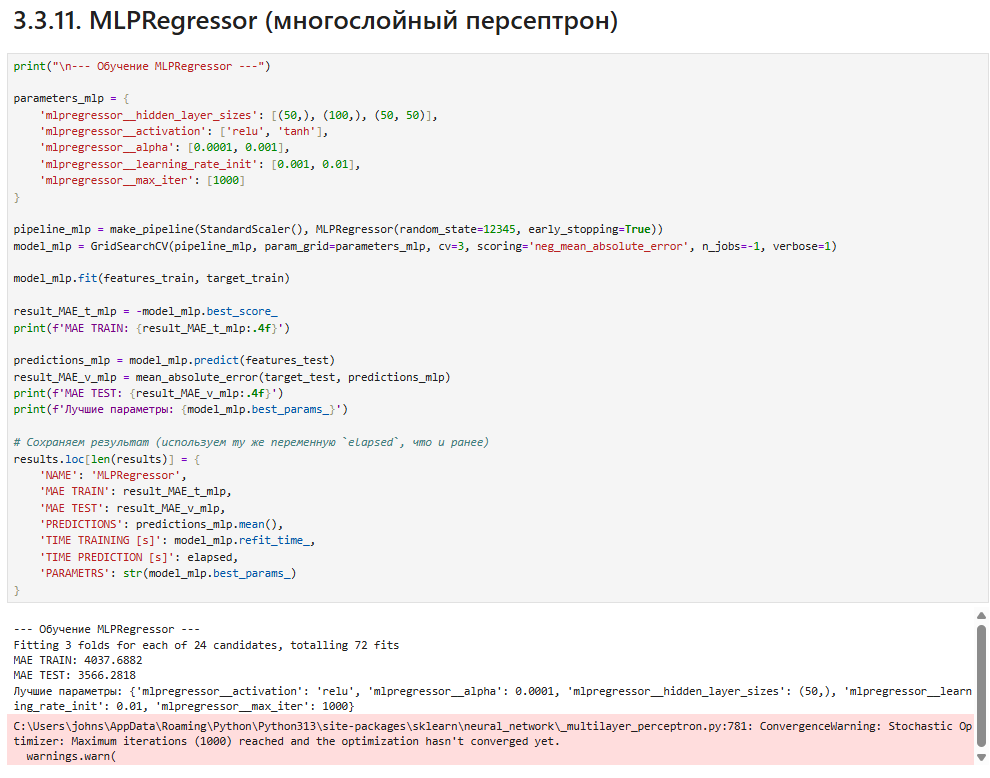 3.3.11. MLPRegressor (многослойный персептрон)
print("\n--- Обучение MLPRegressor ---")
parameters_mlp = {
    'mlpregressor__hidden_layer_sizes': [(50,), (100,), (50, 50)],
    'mlpregressor__activation': ['relu', 'tanh'],
    'mlpregressor__alpha': [0.0001, 0.001],
    'mlpregressor__learning_rate_init': [0.001, 0.01],
    'mlpregressor__max_iter': [1000]
}
pipeline_mlp = make_pipeline(StandardScaler(), MLPRegressor(random_state=12345, early_stopping=True))
model_mlp = GridSearchCV(pipeline_mlp, param_grid=parameters_mlp, cv=3, scoring='neg_mean_absolute_error', n_jobs=-1, verbose=1)
model_mlp.fit(features_train, target_train)
result_MAE_t_mlp = -model_mlp.best_score_
print(f'MAE TRAIN: {result_MAE_t_mlp:.4f}')
predictions_mlp = model_mlp.predict(features_test)
result_MAE_v_mlp = mean_absolute_error(target_test, predictions_mlp)
print(f'MAE TEST: {result_MAE_v_mlp:.4f}')
print(f'Лучшие параметры: {model_mlp.best_params_}')
# Сохраняем результат (используем ту же переменную `elapsed`, что и ранее)
results.loc[len(results)] = {
    'NAME': 'MLPRegressor',
    'MAE TRAIN': result_MAE_t_mlp,
    'MAE TEST': result_MAE_v_mlp,
    'PREDICTIONS': predictions_mlp.mean(),
    'TIME TRAINING [s]': model_mlp.refit_time_,
    'TIME PREDICTION [s]': elapsed,
    'PARAMETRS': str(model_mlp.best_params_)
}
--- Обучение MLPRegressor ---
Fitting 3 folds for each of 24 candidates, totalling 72 fits
MAE TRAIN: 4037.6882
MAE TEST: 3566.2818
Лучшие параметры: {'mlpregressor__activation': 'relu', 'mlpregressor__alpha': 0.0001, 'mlpregressor__hidden_layer_sizes': (50,), 'mlpregressor__learn
ing_rate_init': 0.01, 'mlpregressor__max_iter': 1000}
C:\Users\johns\AppData\Roaming\Python\Python313\site-packages\sklearn\neural_network\_multilayer_perceptron.py:781: ConvergenceWarning: Stochastic Op
timizer: Maximum iterations (1000) reached and the optimization hasn't converged yet.
  warnings.warn(